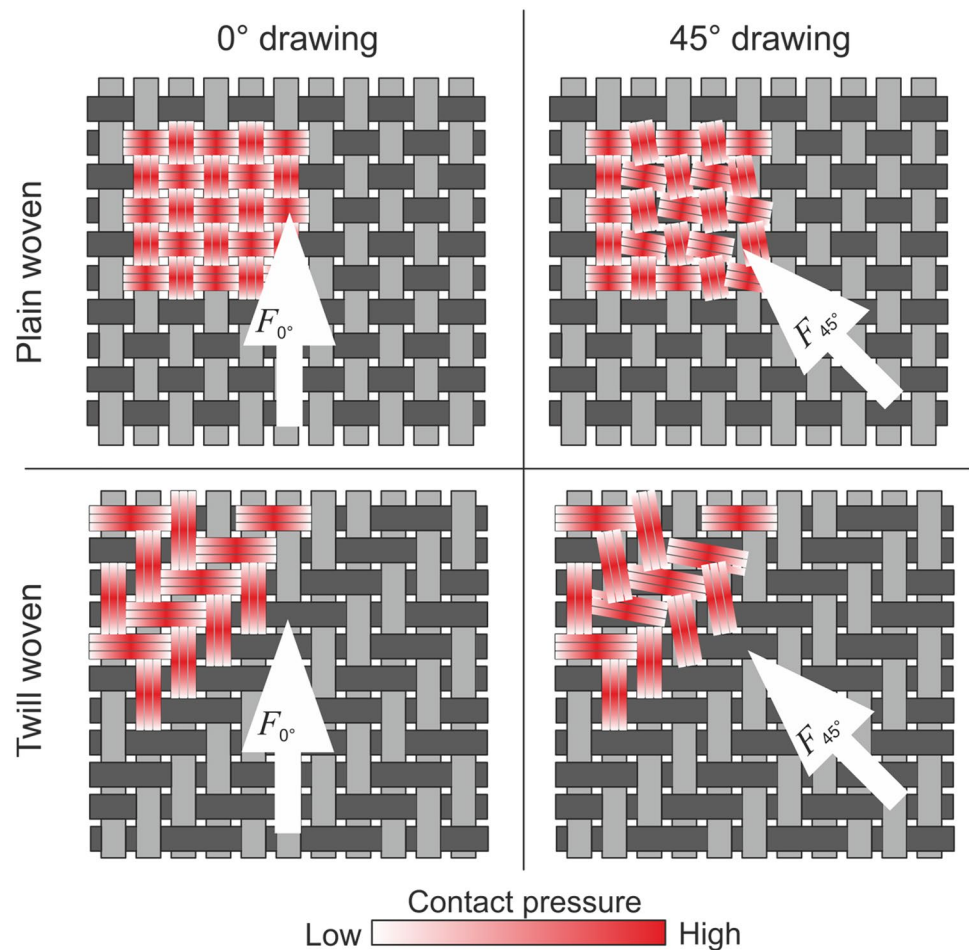 0° drawing
45° drawing
Plain woven
F0°
F45°
Twill woven
F0°
F45°
Contact pressure
Low
High